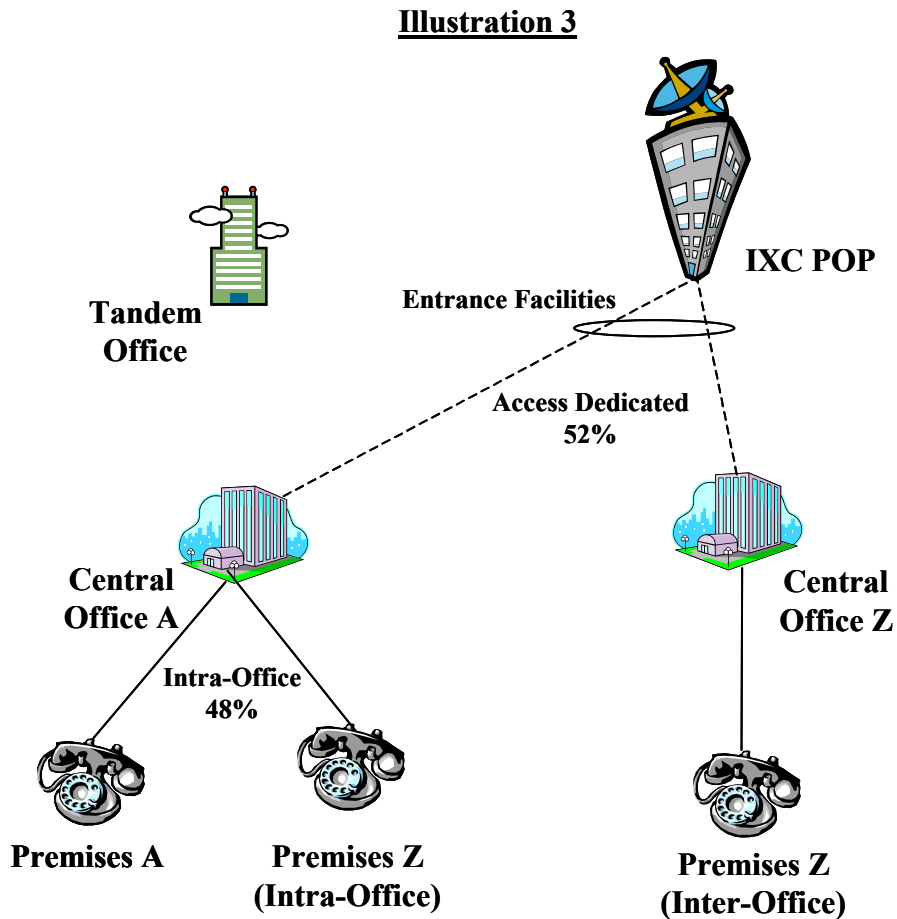 Illustration 3
IXC POP
Entrance Facilities
Tandem
Office
Access Dedicated
52%
Central
Office A
Central
Office Z
Intra-Office
48%
Premises A
Premises Z
(Intra-Office)
Premises Z
(Inter-Office)